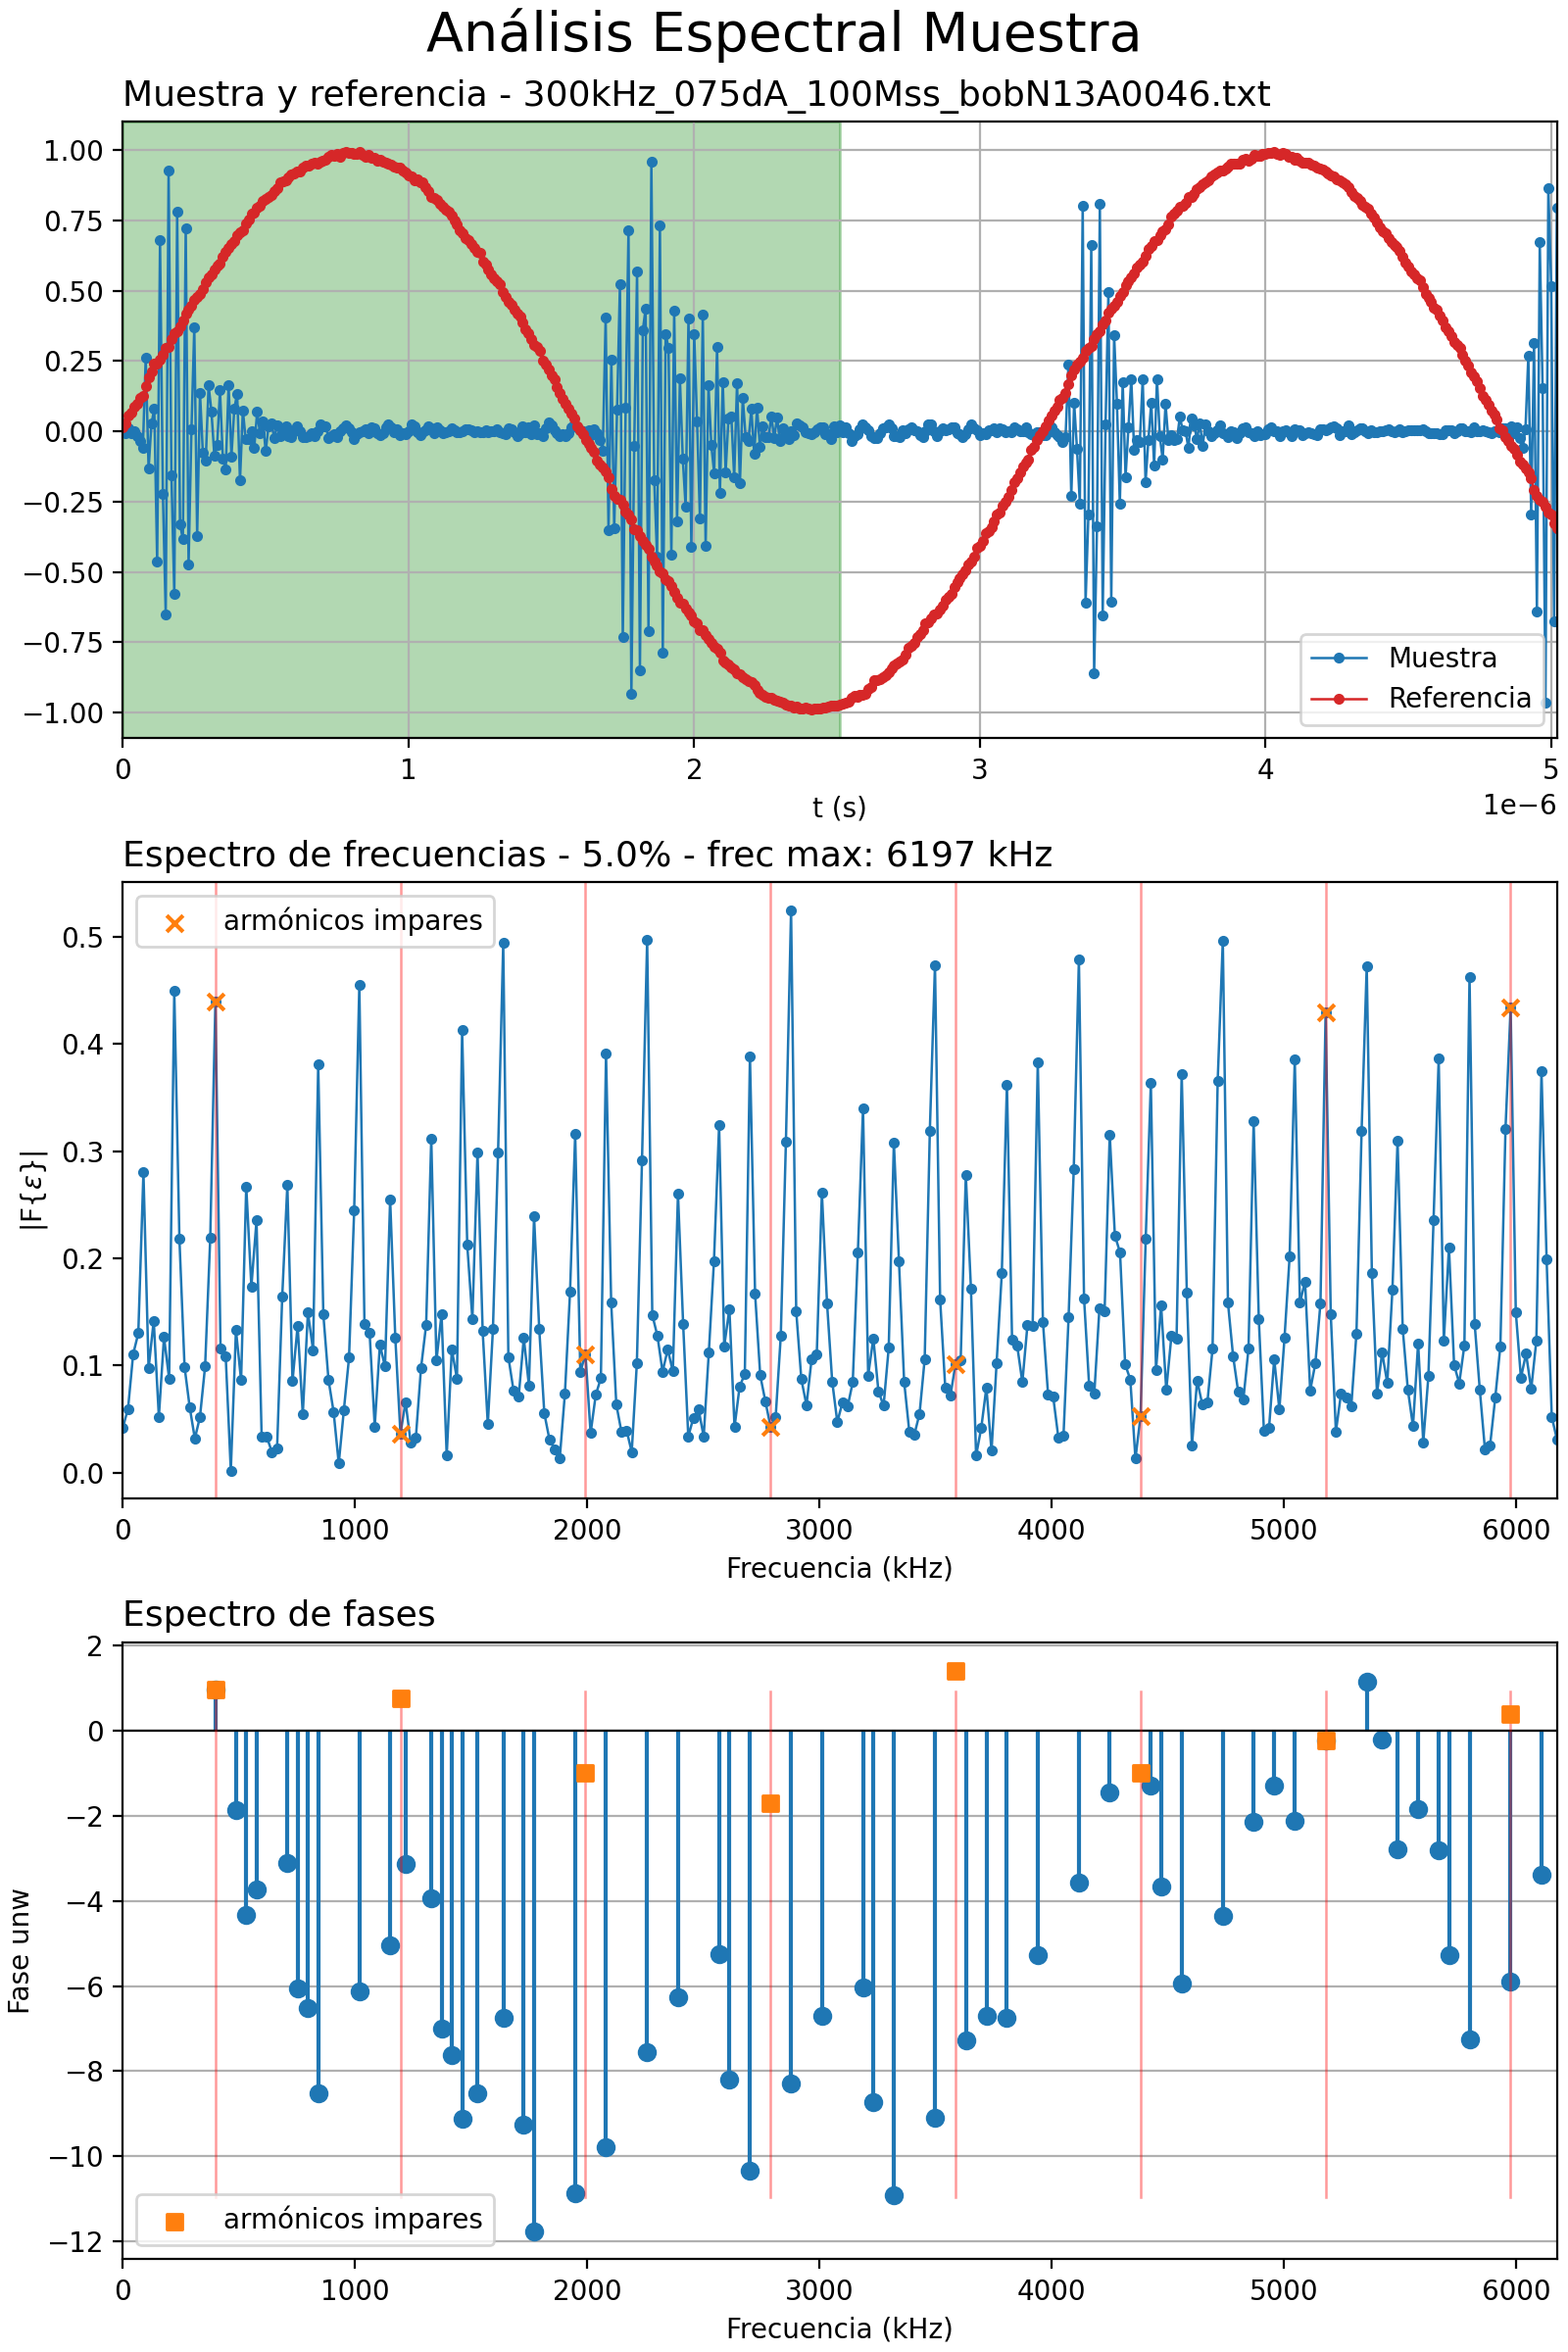 Análisis Espectral Muestra
Muestra y referencia - 300kHz_075dA_100Mss_bobN13A0046.txt
1.00
0.75
0.50
0.25
0.00
−0.25
−0.50
−0.75
−1.00
Muestra
Referencia
0 1 2 3 4 5
1e−6
t (s)
Espectro de frecuencias - 5.0% - frec max: 6197 kHz
armónicos impares
0.5
0.4
0.3
0.2
0.1
0.0
|F{ε}|
0 1000 2000 3000 4000 5000 6000
Frecuencia (kHz)
Espectro de fases
2
0
−2
−4
−6
−8
−10
−12
Fase unw
armónicos impares
0 1000 2000 3000 4000 5000 6000
Frecuencia (kHz)